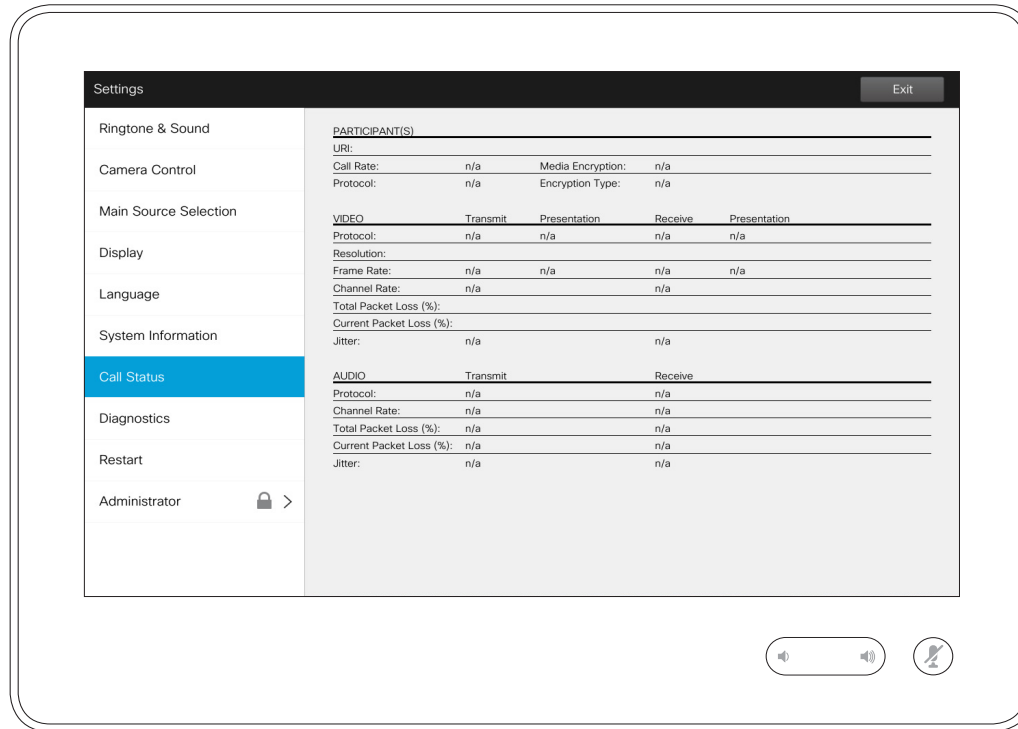 Settings
Exit
Ringtone & Sound
Camera Control
Main Source Selection
Display
Language
System Information
Call Status
Diagnostics
Restart
Administrator
PARTICIPANT(S)
URI:
Call Rate: n/a Media Encryption: n/a
Protocol: n/a Encryption Type: n/a
VIDEO Transmit Presentation Receive Presentation
Protocol: n/a n/a n/a n/a
Resolution:
Frame Rate: n/a n/a n/a n/a
Channel Rate: n/a n/a
Total Packet Loss (%):
Current Packet Loss (%):
Jitter: n/a n/a
AUDIO Transmit Receive
Protocol: n/a n/a
Channel Rate: n/a n/a
Total Packet Loss (%): n/a n/a
Current Packet Loss (%): n/a n/a
Jitter: n/a n/a